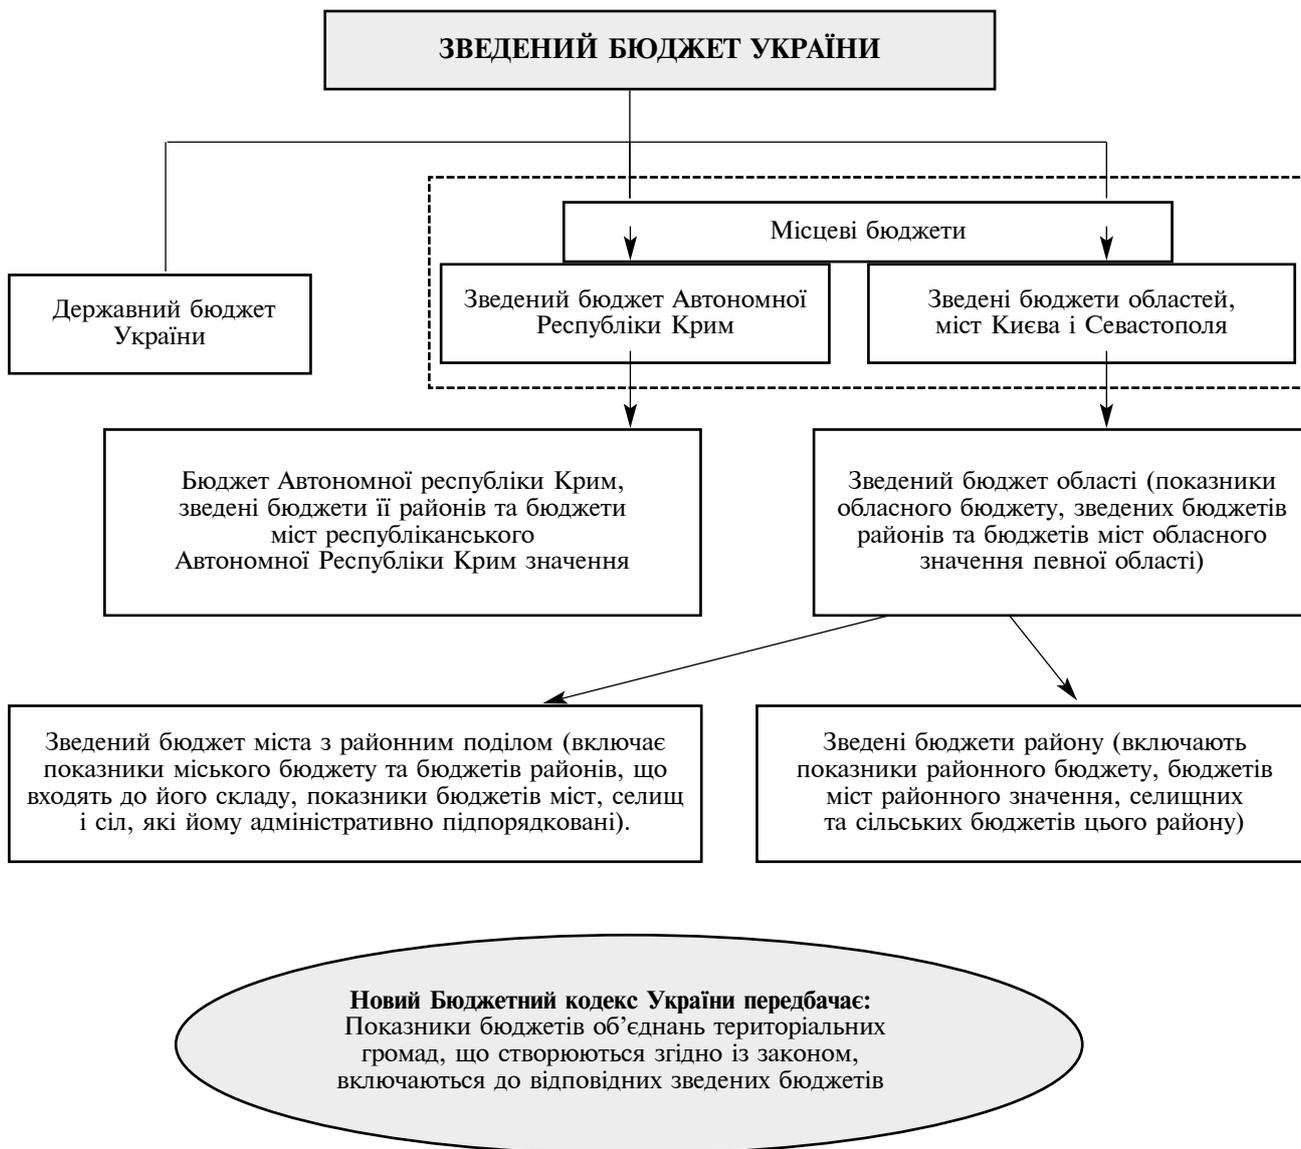 ЗВЕДЕНИЙ БЮДЖЕТ УКРАЇНИ
Місцеві бюджети
Державний бюджет
України
Зведений бюджет Автономної
Республіки Крим
Зведені бюджети областей,
міст Києва і Севастополя
Бюджет Автономної республіки Крим,
зведені бюджети її районів та бюджети
міст республіканського
Автономної Республіки Крим значення
Зведений бюджет області (показники
обласного бюджету, зведених бюджетів
районів та бюджетів міст обласного
значення певної області)
Зведений бюджет міста з районним поділом (включає
показники міського бюджету та бюджетів районів, що
входять до його складу, показники бюджетів міст, селищ
і сіл, які йому адміністративно підпорядковані).
Зведені бюджети району (включають
показники районного бюджету, бюджетів
міст районного значення, селищних
та сільських бюджетів цього району)
Новий Бюджетний кодекс України передбачає:
Показники бюджетів об’єднань територіальних
громад, що створюються згідно із законом,
включаються до відповідних зведених бюджетів